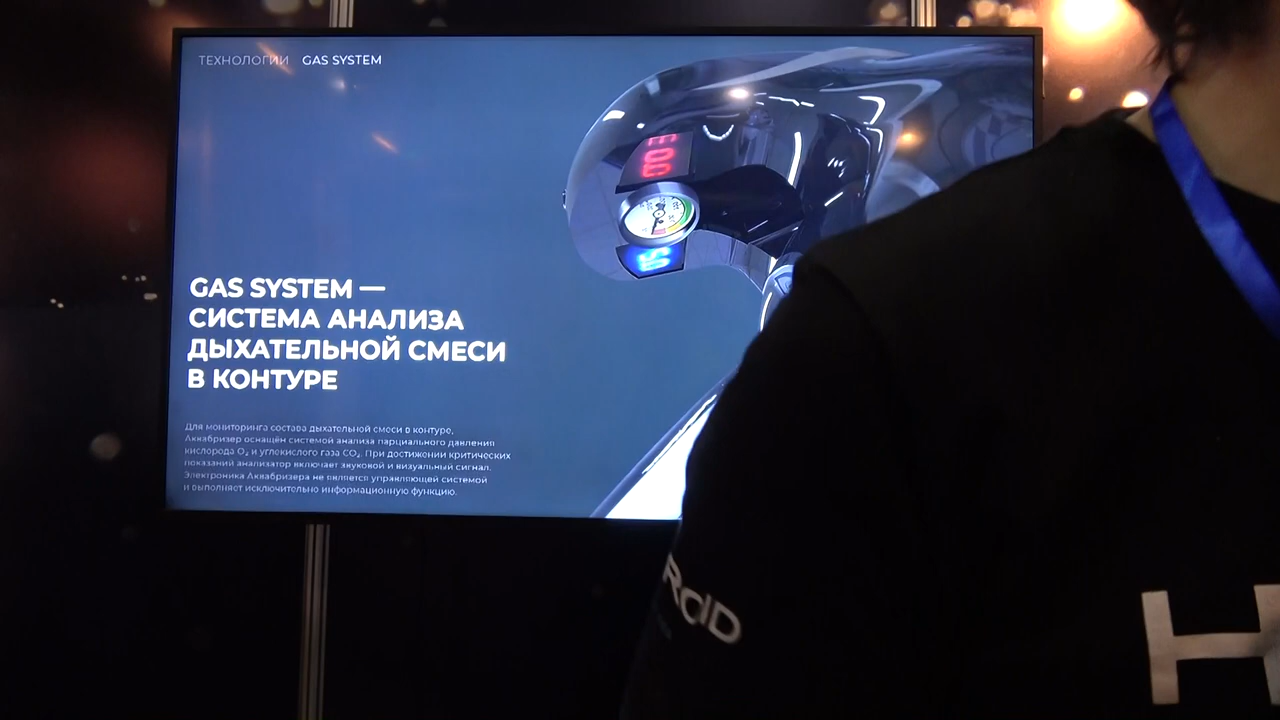 ТЕХНОЛОГИИ GAS SYSTEM
GAS SYSTEM —
СИСТЕМА АНАЛИЗА
ДЫХАТЕЛЬНОЙ СМЕСИ
В КОНТУРЕ
Для мониторинга состава дыхательной смеси в контуре,
Аквабризер оснащён системой анализа парциального давления
кислорода O₂ и углекислого газа CO₂. При достижении критических
показаний анализатор включает звуковой и визуальный сигнал.
Электроника Аквабризера не является управляющей системой
и выполняет исключительно информационную функцию.
RdID
H